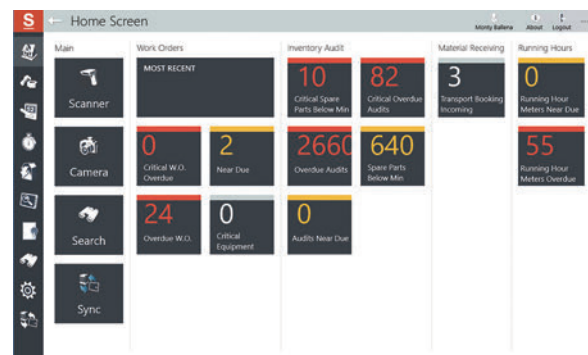 S
Home Screen
Monty Ballena
About
Logout
Main
Work Orders
Inventory Audit
Material Receiving
Running Hours
Scanner
Camera
Search
Sync
MOST RECENT
0
Critical W.O.
Overdue
2
Near Due
24
Overdue W.O.
0
Critical
Equipment
10
Critical Spare
Parts Below Min
82
Critical Overdue
Audits
2660
Overdue Audits
640
Spare Parts
Below Min
0
Audits Near Due
3
Transport Booking
Incoming
0
Running Hour
Meters Near Due
55
Running Hour
Meters Overdue